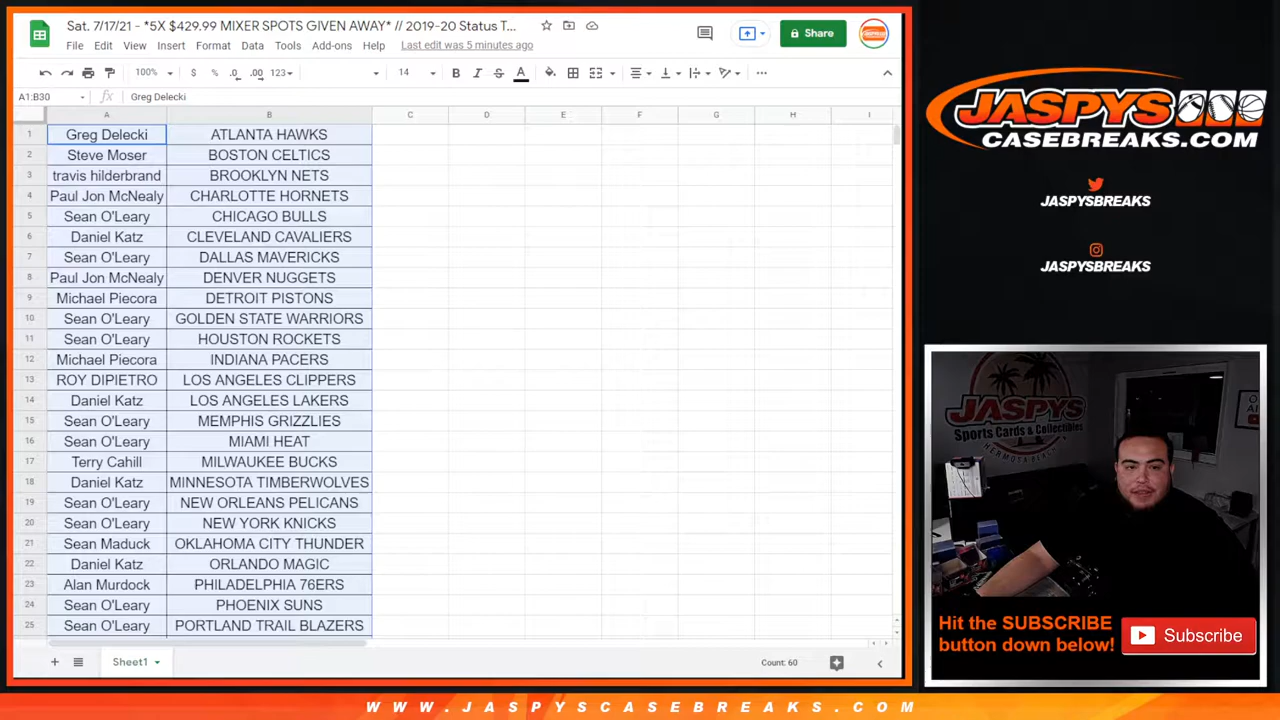 Sat. 7/17/21 - *5X $429.99 MIXER SPOTS GIVEN AWAY* // 2019-20 Status T...
File Edit View Insert Format Data Tools Add-ons Help Last edit was 5 minutes ago
Share
100% $ % .0 .00 123 14 B I S A
A1:B30 fx Greg Delecki
A B C D E F G H I
1 Greg Delecki ATLANTA HAWKS
2 Steve Moser BOSTON CELTICS
3 travis hilderbrand BROOKLYN NETS
4 Paul Jon McNealy CHARLOTTE HORNETS
5 Sean O'Leary CHICAGO BULLS
6 Daniel Katz CLEVELAND CAVALIERS
7 Sean O'Leary DALLAS MAVERICKS
8 Paul Jon McNealy DENVER NUGGETS
9 Michael Piecora DETROIT PISTONS
10 Sean O'Leary GOLDEN STATE WARRIORS
11 Sean O'Leary HOUSTON ROCKETS
12 Michael Piecora INDIANA PACERS
13 ROY DIPIETRO LOS ANGELES CLIPPERS
14 Daniel Katz LOS ANGELES LAKERS
15 Sean O'Leary MEMPHIS GRIZZLIES
16 Sean O'Leary MIAMI HEAT
17 Terry Cahill MILWAUKEE BUCKS
18 Daniel Katz MINNESOTA TIMBERWOLVES
19 Sean O'Leary NEW ORLEANS PELICANS
20 Sean O'Leary NEW YORK KNICKS
21 Sean Maduck OKLAHOMA CITY THUNDER
22 Daniel Katz ORLANDO MAGIC
23 Alan Murdock PHILADELPHIA 76ERS
24 Sean O'Leary PHOENIX SUNS
25 Sean O'Leary PORTLAND TRAIL BLAZERS
Sheet1
Count: 60
JASPYS
CASEBREAKS.COM
JASPYSBREAKS
JASPYSBREAKS
JASPYS
Sports Cards & Collectibles
HERMOSA BEACH
Hit the SUBSCRIBE
button down below!
Subscribe
WWW.JASPYSCASEBREAKS.COM